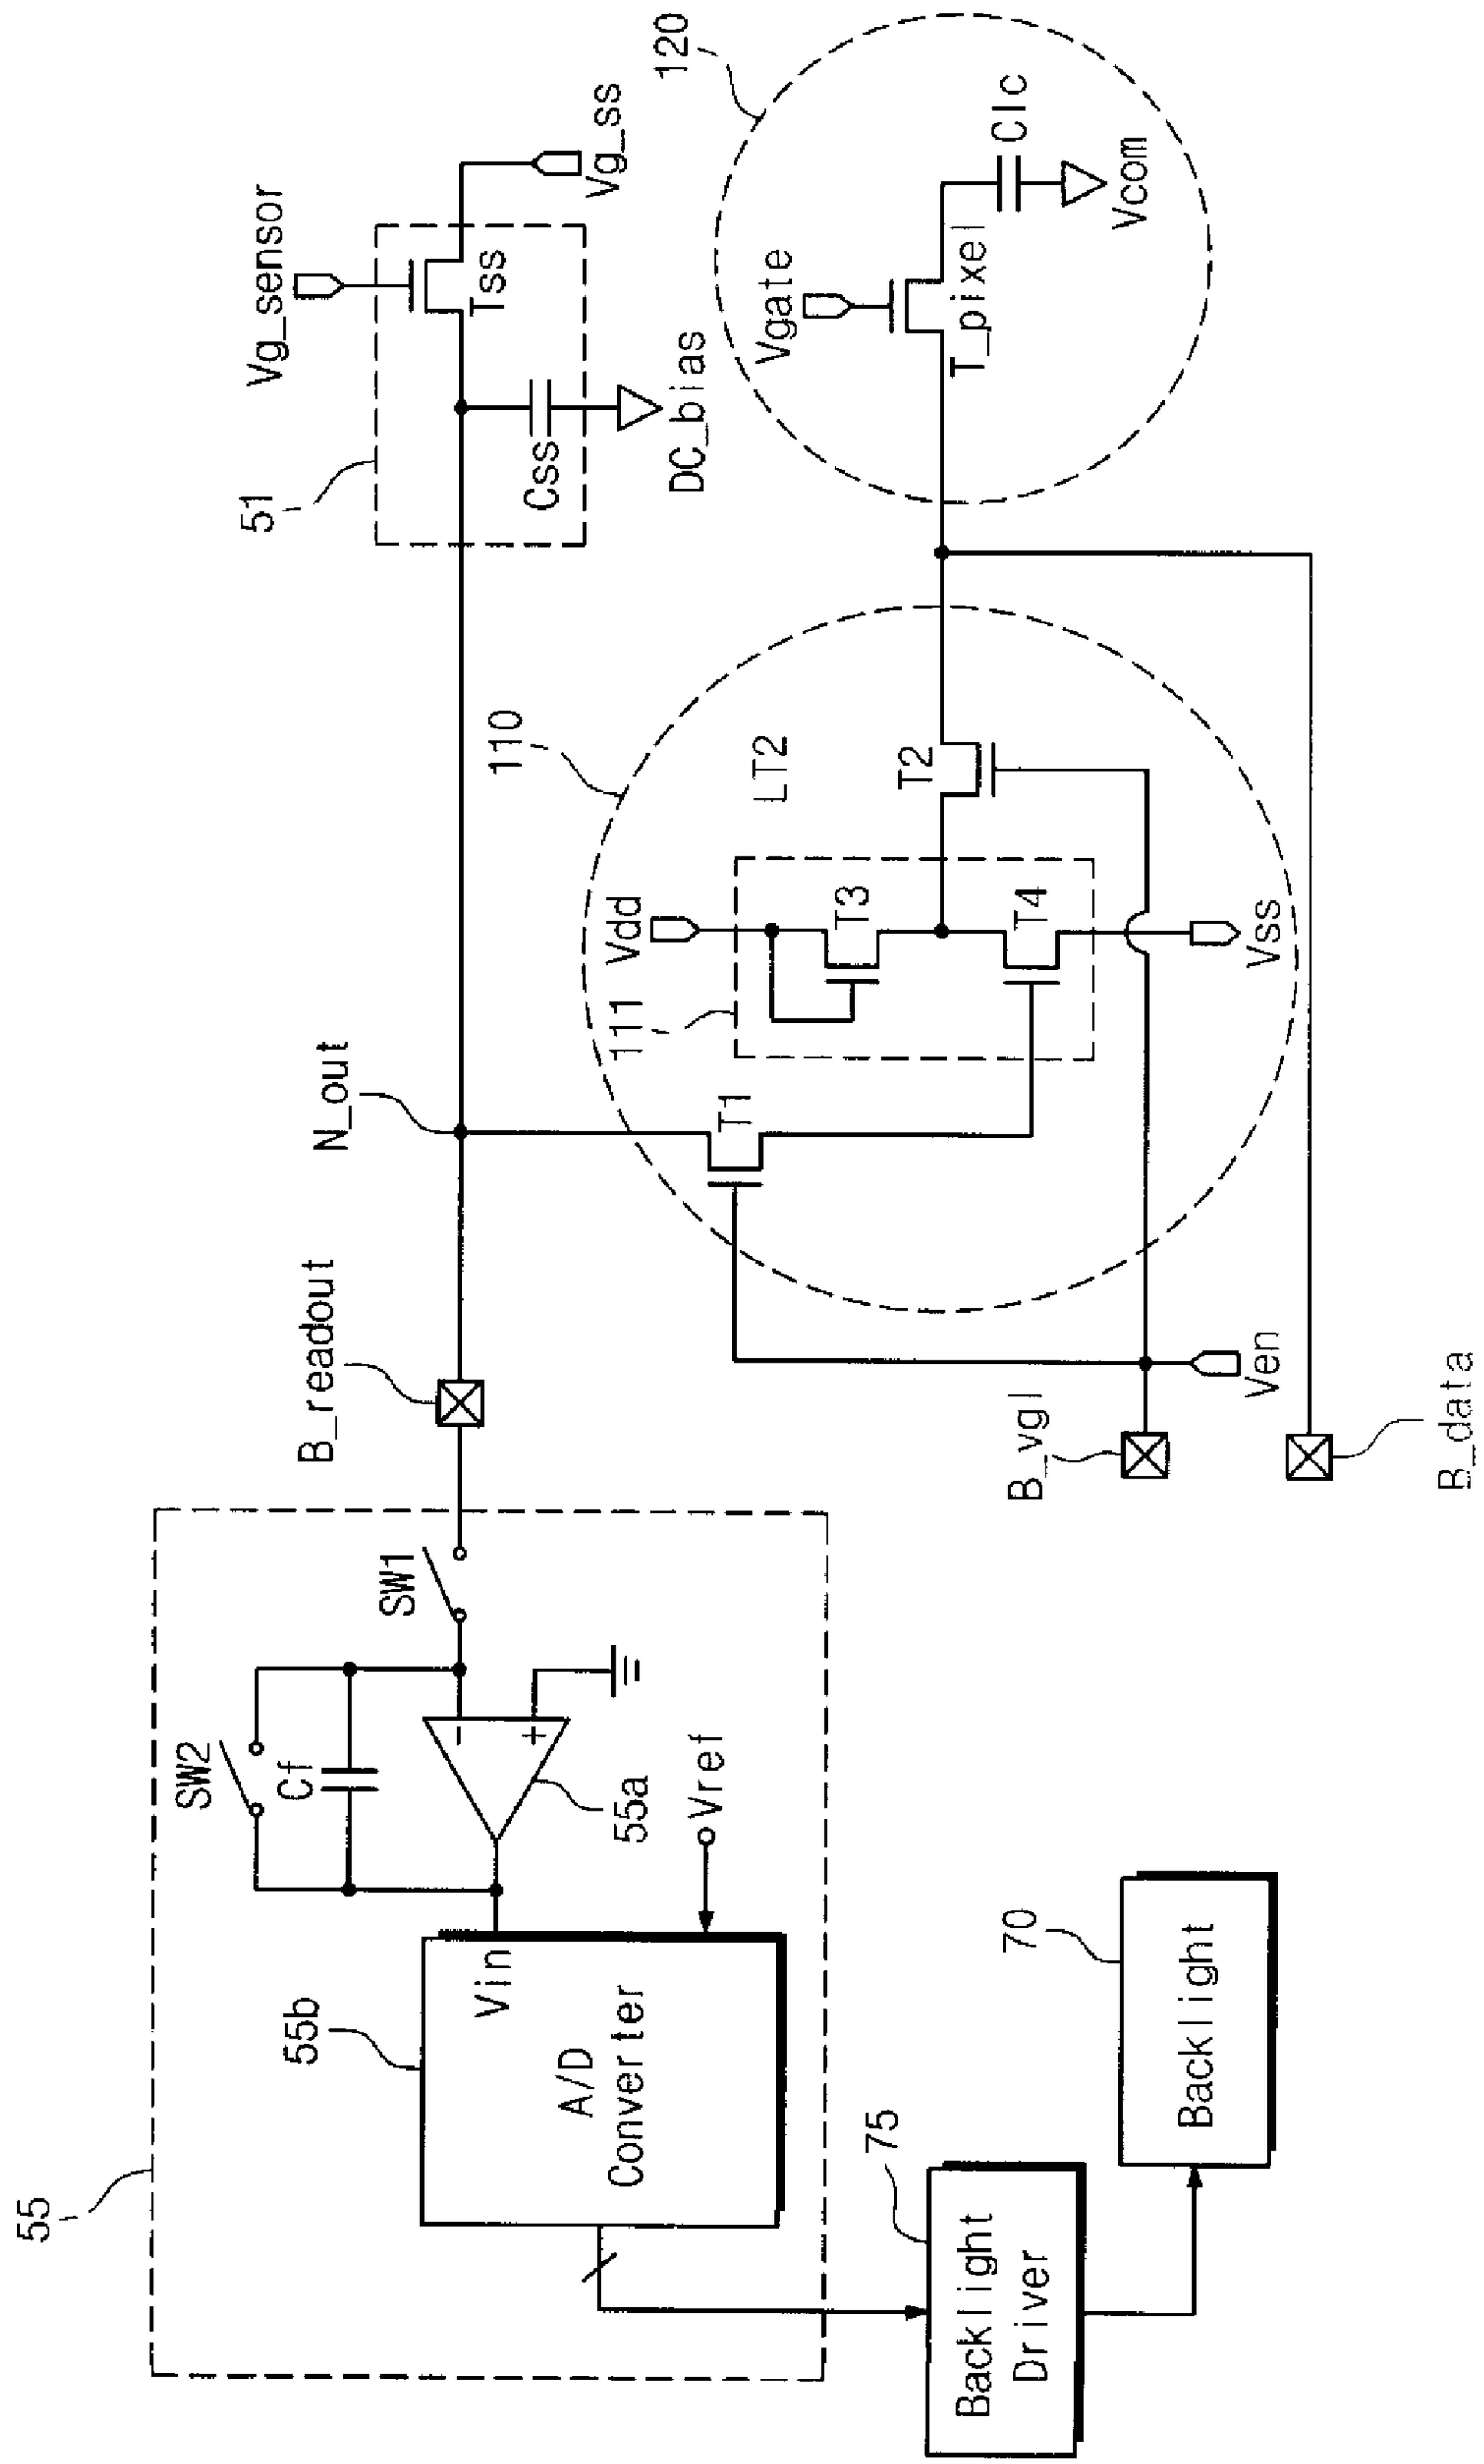 55
55b
Vin
A/D
Converter
SW2
Cf
-
+
55a
Vref
SW1
75
Backlight
Driver
70
Backlight
B_readout
N_out
51
Vg_sensor
Tss
Css
DC_bias
Vg_ss
110
T1
111
Vdd
T3
T4
Vss
LT2
T2
B_vgl
Ven
B_data
120
Vgate
T_pixel
Clc
Vcom